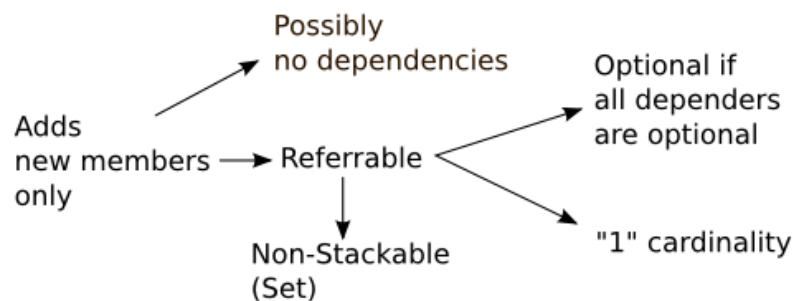 Possibly
no dependencies
Optional if
all dependers
are optional
Adds
new members
only
Referrable
Non-Stackable
(Set)
"1" cardinality